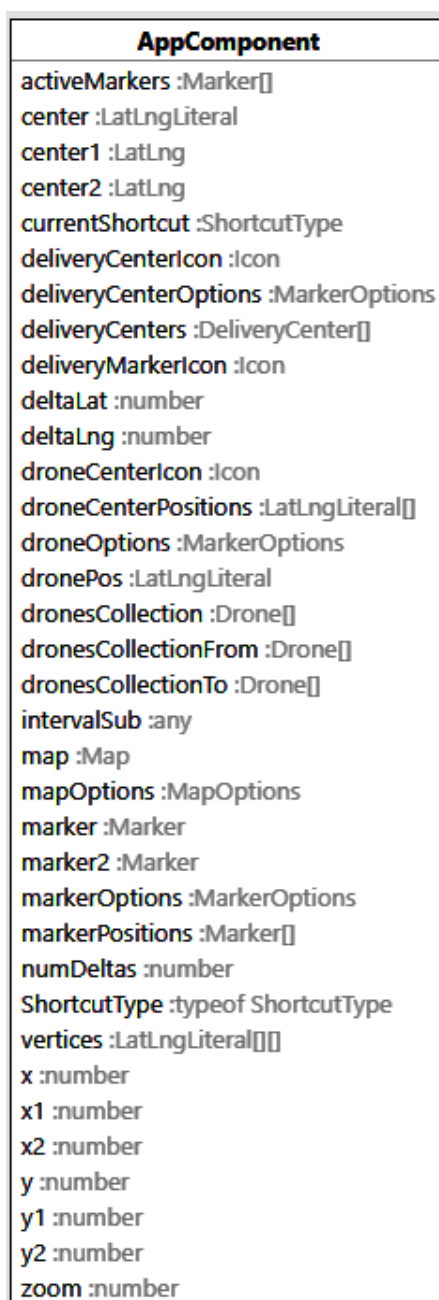 AppComponent
activeMarkers :Marker[]
center :LatLngLiteral
center1 :LatLng
center2 :LatLng
currentShortcut :ShortcutType
deliveryCenterIcon :Icon
deliveryCenterOptions :MarkerOptions
deliveryCenters :DeliveryCenter[]
deliveryMarkerIcon :Icon
deltaLat :number
deltaLng :number
droneCenterIcon :Icon
droneCenterPositions :LatLngLiteral[]
droneOptions :MarkerOptions
dronePos :LatLngLiteral
dronesCollection :Drone[]
dronesCollectionFrom :Drone[]
dronesCollectionTo :Drone[]
intervalSub :any
map :Map
mapOptions :MapOptions
marker :Marker
marker2 :Marker
markerOptions :MarkerOptions
markerPositions :Marker[]
numDeltas :number
ShortcutType :typeof ShortcutType
vertices :LatLngLiteral[][]
x :number
x1 :number
x2 :number
y :number
y1 :number
y2 :number
zoom :number